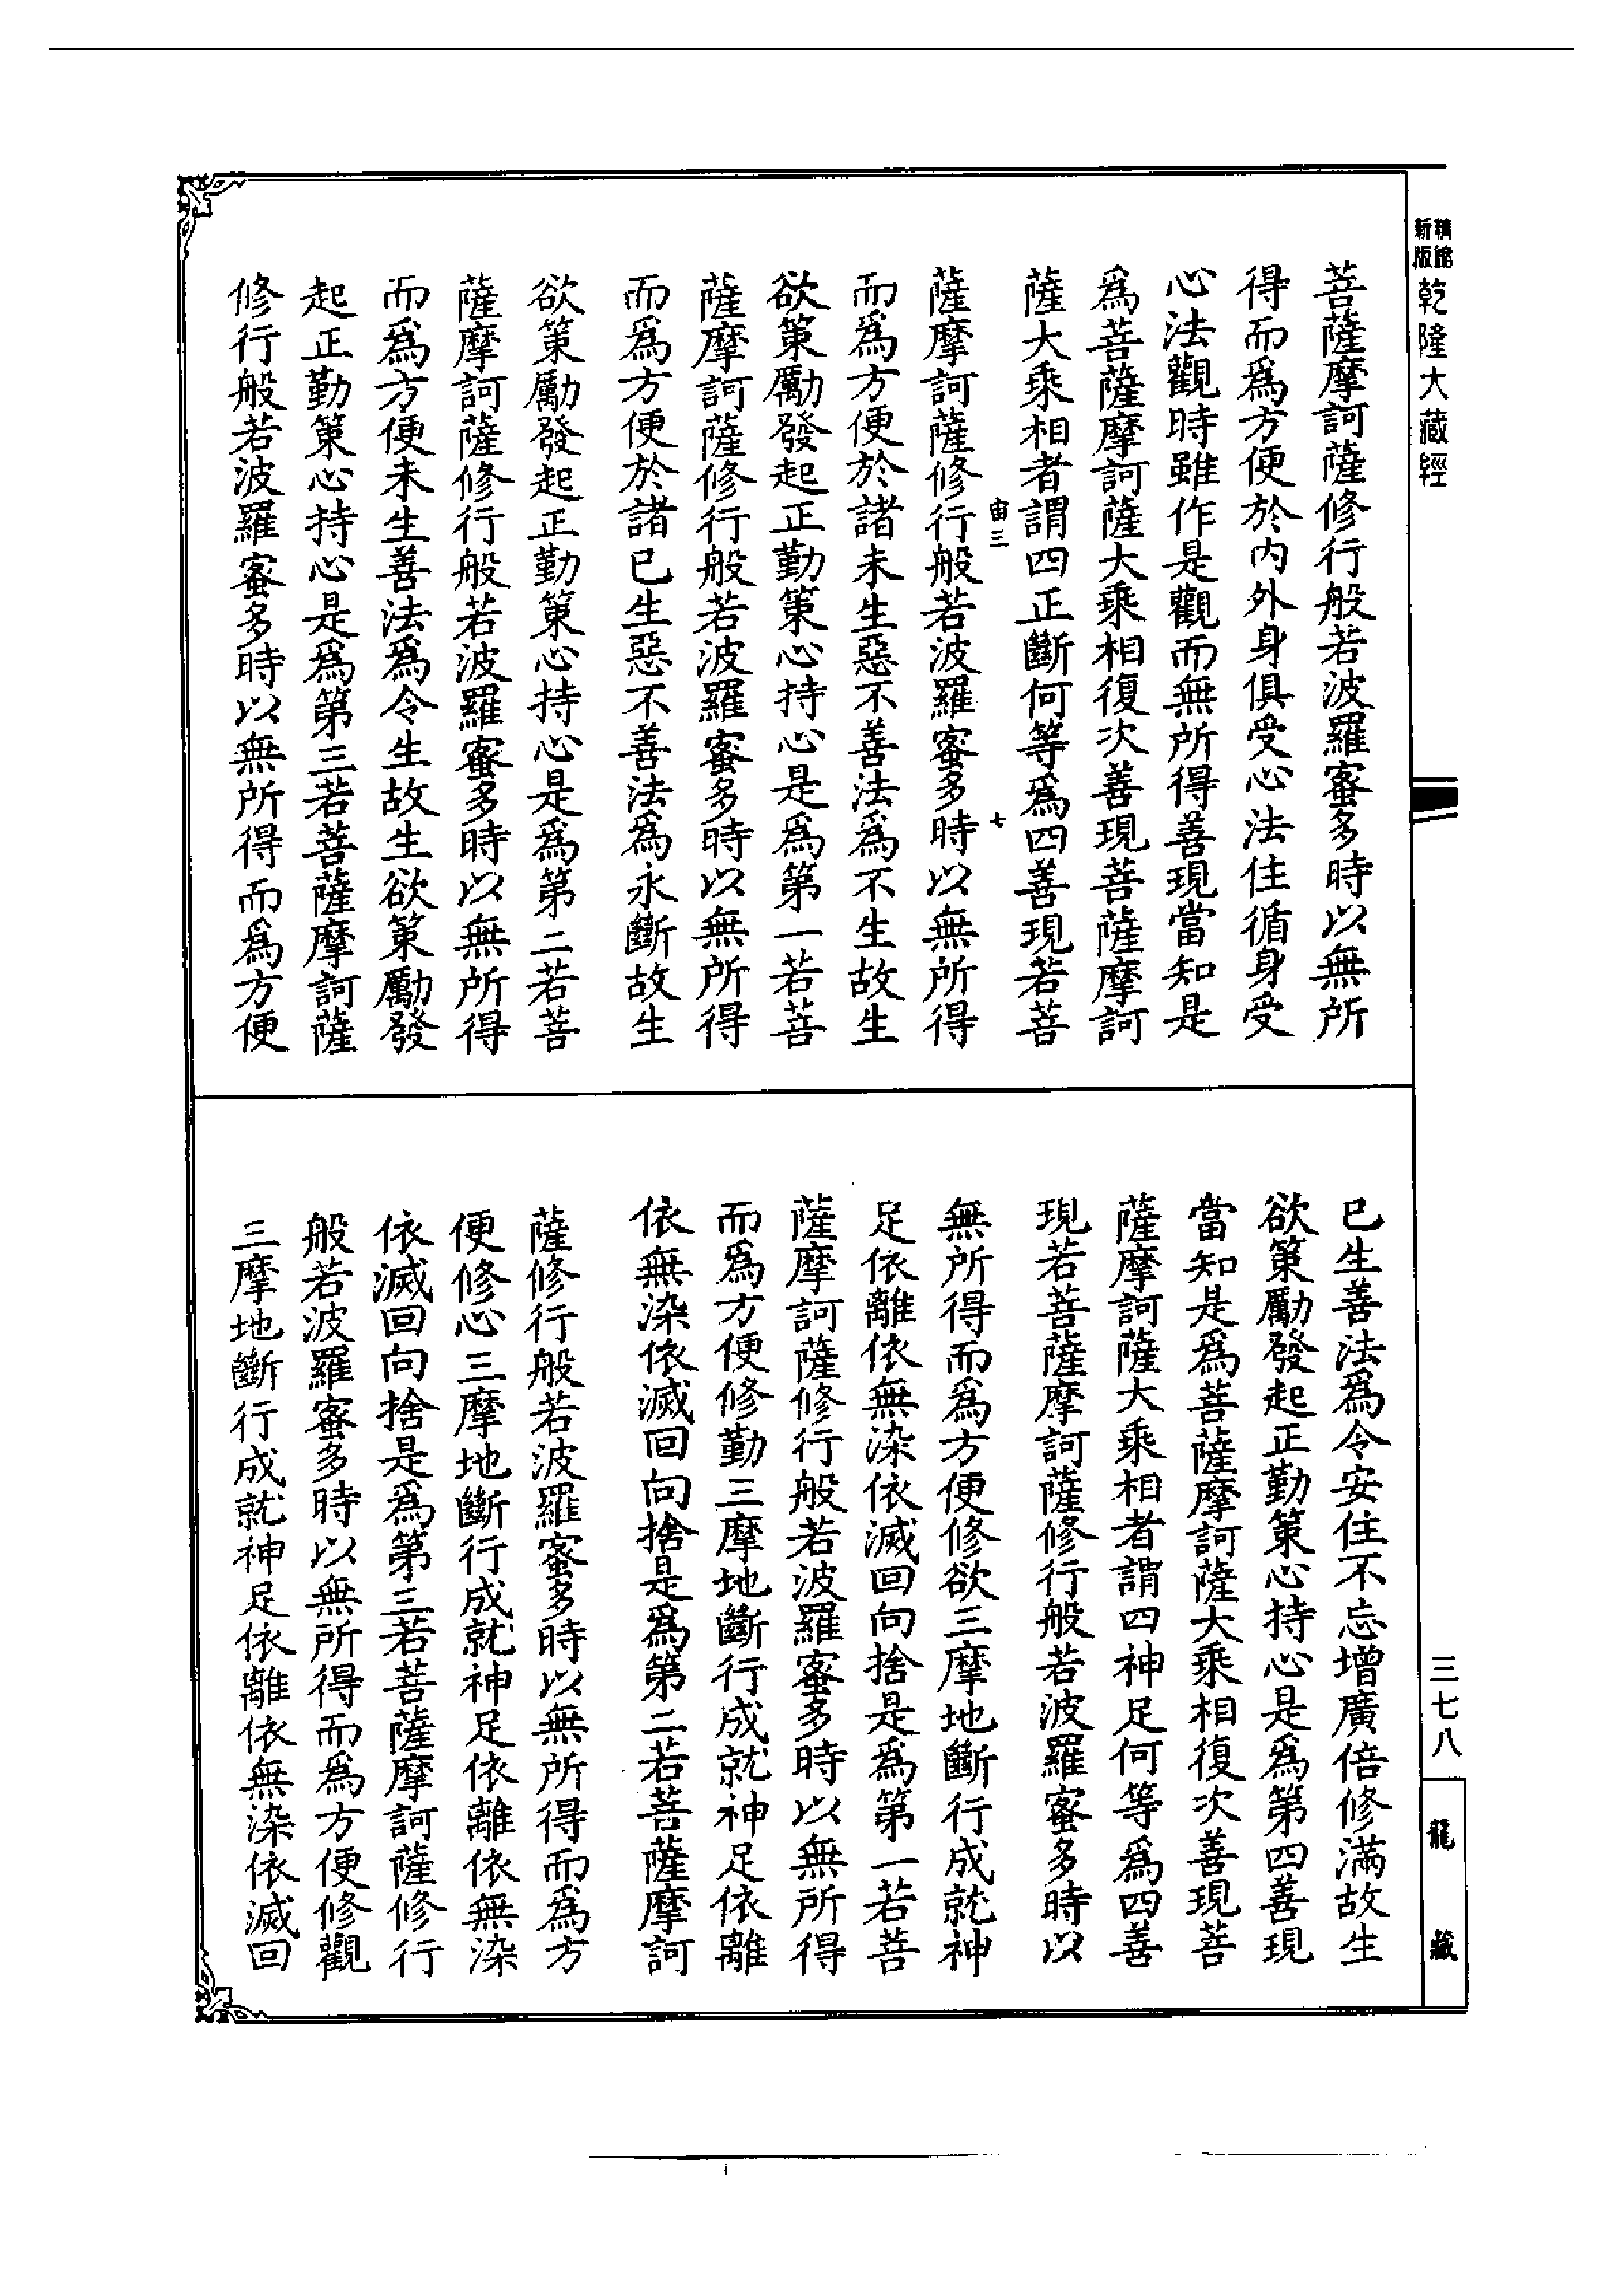 新版
精縮
乾隆大藏經
菩薩摩訶薩修行般若波羅蜜多時以無所
得而爲方便於内外身俱受心法住循身受
心法觀時雖作是觀而無所得善現當知是
爲菩薩摩訶薩大乘相復次善現菩薩摩訶
薩大乘相者謂四正斷何等爲四善現若菩
宙三
七
薩摩訶薩修行般若波羅蜜多時以無所得
而爲方便於諸未生惡不善法爲不生故生
欲策勵發起正勤策心持心是爲第一若菩
薩摩訶薩修行般若波羅蜜多時以無所得
而爲方便於諸已生惡不善法爲永斷故生
欲策勵發起正勤策心持心是爲第二若菩
薩摩訶薩修行般若波羅蜜多時以無所得
而爲方便未生善法爲令生故生欲策勵發
起正勤策心持心是爲第三若菩薩摩訶薩
修行般若波羅蜜多時以無所得而爲方便
已生善法爲令安住不忘增廣倍修滿故生
欲策勵發起正勤策心持心是爲第四善現
當知是爲菩薩摩訶薩大乘相復次善現菩
薩摩訶薩大乘相者謂四神足何等爲四善
現若菩薩摩訶薩修行般若波羅蜜多時以
無所得而爲方便修欲三摩地斷行成就神
足依離依無染依滅回向捨是爲第一若菩
薩摩訶薩修行般若波羅蜜多時以無所得
而爲方便修勤三摩地斷行成就神足依離
依無染依滅回向捨是爲第二若菩薩摩訶
薩修行般若波羅蜜多時以無所得而爲方
便修心三摩地斷行成就神足依離依無染
依滅回向捨是爲第三若菩薩摩訶薩修行
般若波羅蜜多時以無所得而爲方便修觀
三摩地斷行成就神足依離依無染依滅回
三七八
龍藏